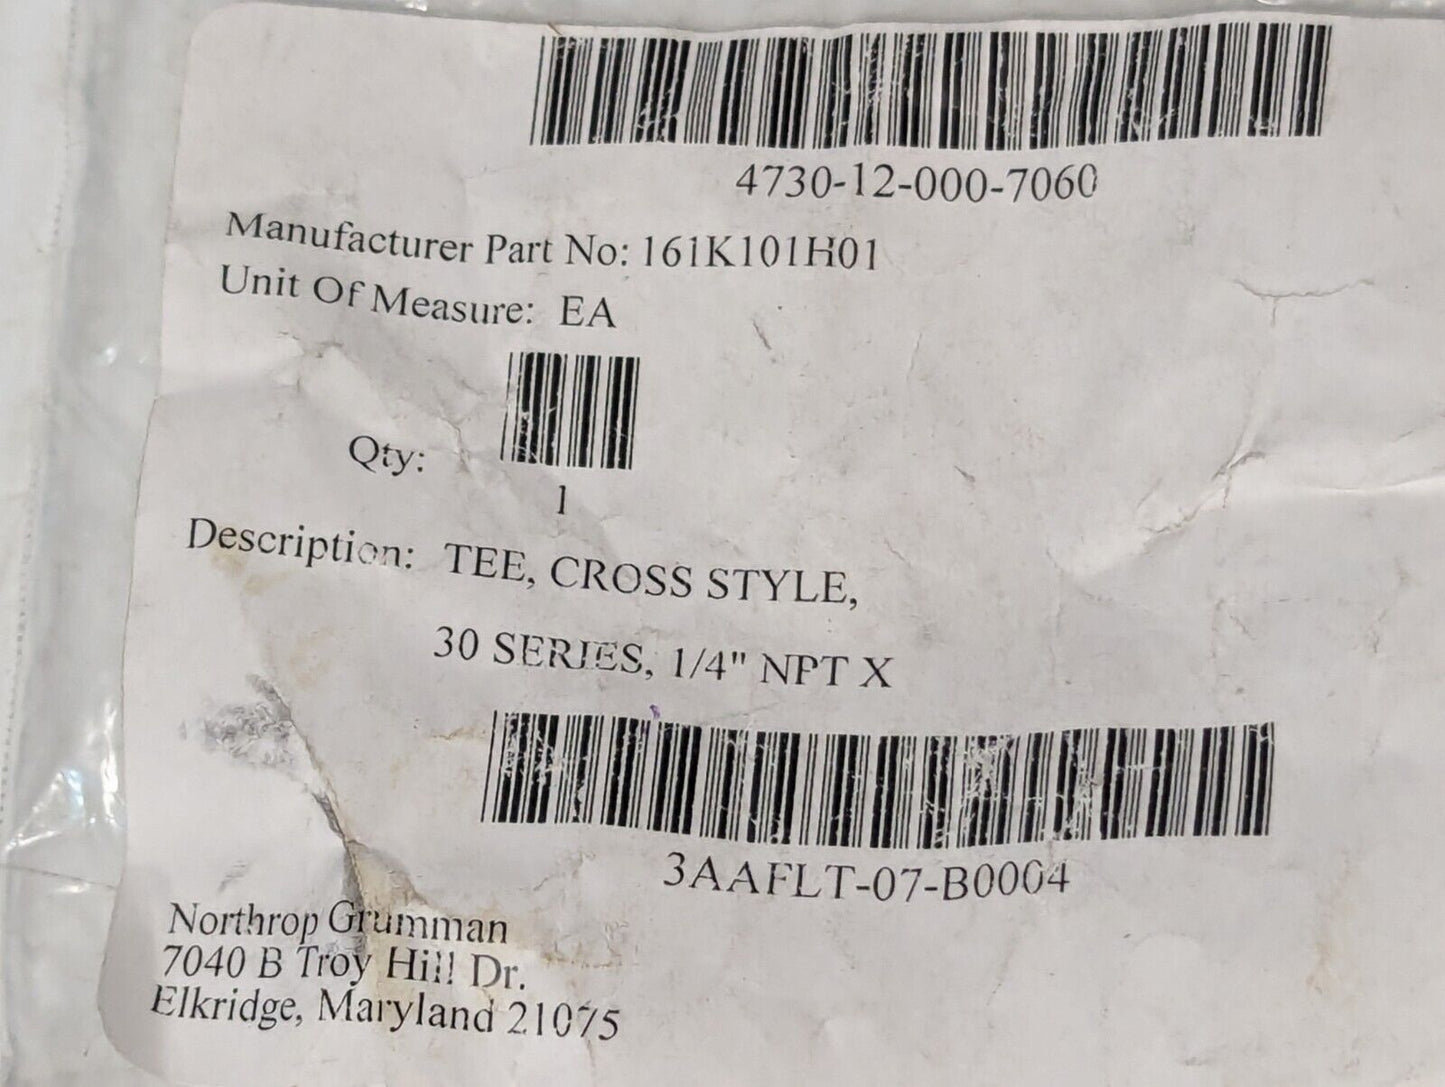 4730-12-000-7060
Manufacturer Part No: 161K101H01
Unit Of Measure: EA
Qty:
1
Description: TEE, CROSS STYLE,
30 SERIES, 1/4" NPT X
3AAFLT-07-B0004
Northrop Grumman
7040 B Troy Hill Dr.
Elkridge, Maryland 21075